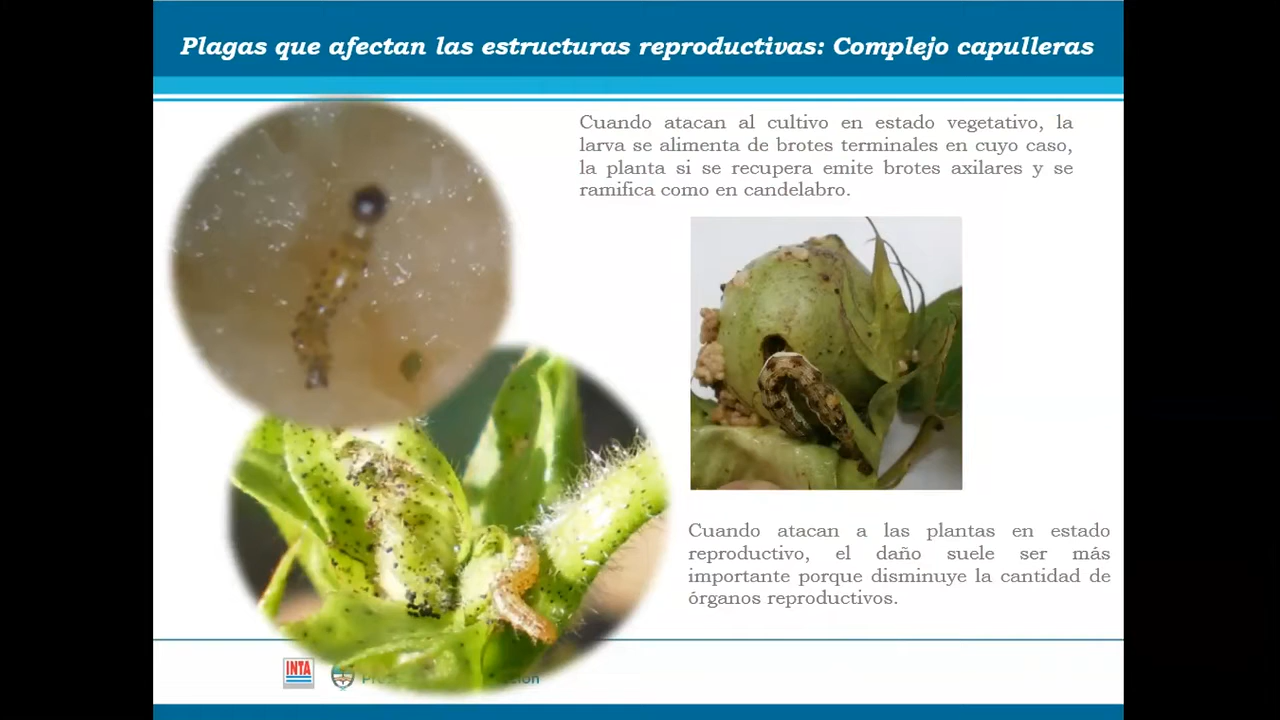 Plagas que afectan las estructuras reproductivas: Complejo capulleras
Cuando atacan al cultivo en estado vegetativo, la
larva se alimenta de brotes terminales en cuyo caso,
la planta si se recupera emite brotes axilares y se
ramifica como en candelabro.
Cuando atacan a las plantas en estado
reproductivo, el daño suele ser más
importante porque disminuye la cantidad de
órganos reproductivos.
INTA